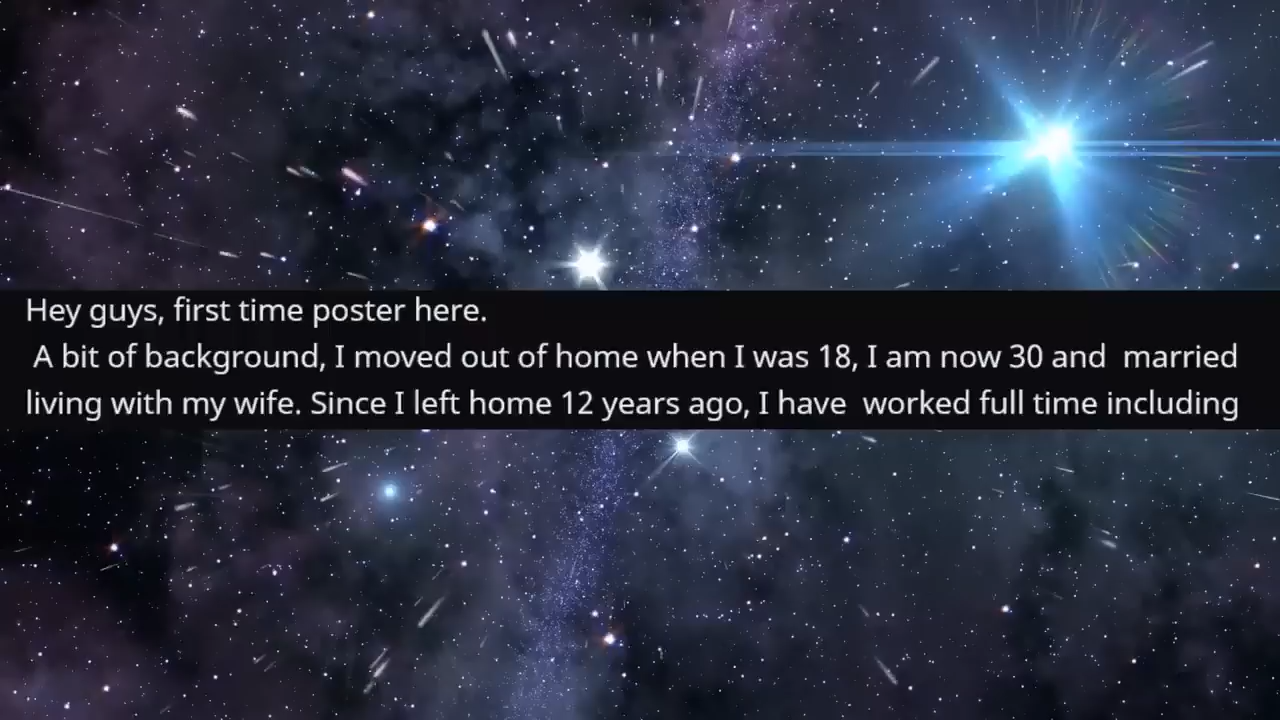 Hey guys, first time poster here.
A bit of background, I moved out of home when I was 18, I am now 30 and  married
living with my wife. Since I left home 12 years ago, I have  worked full time including